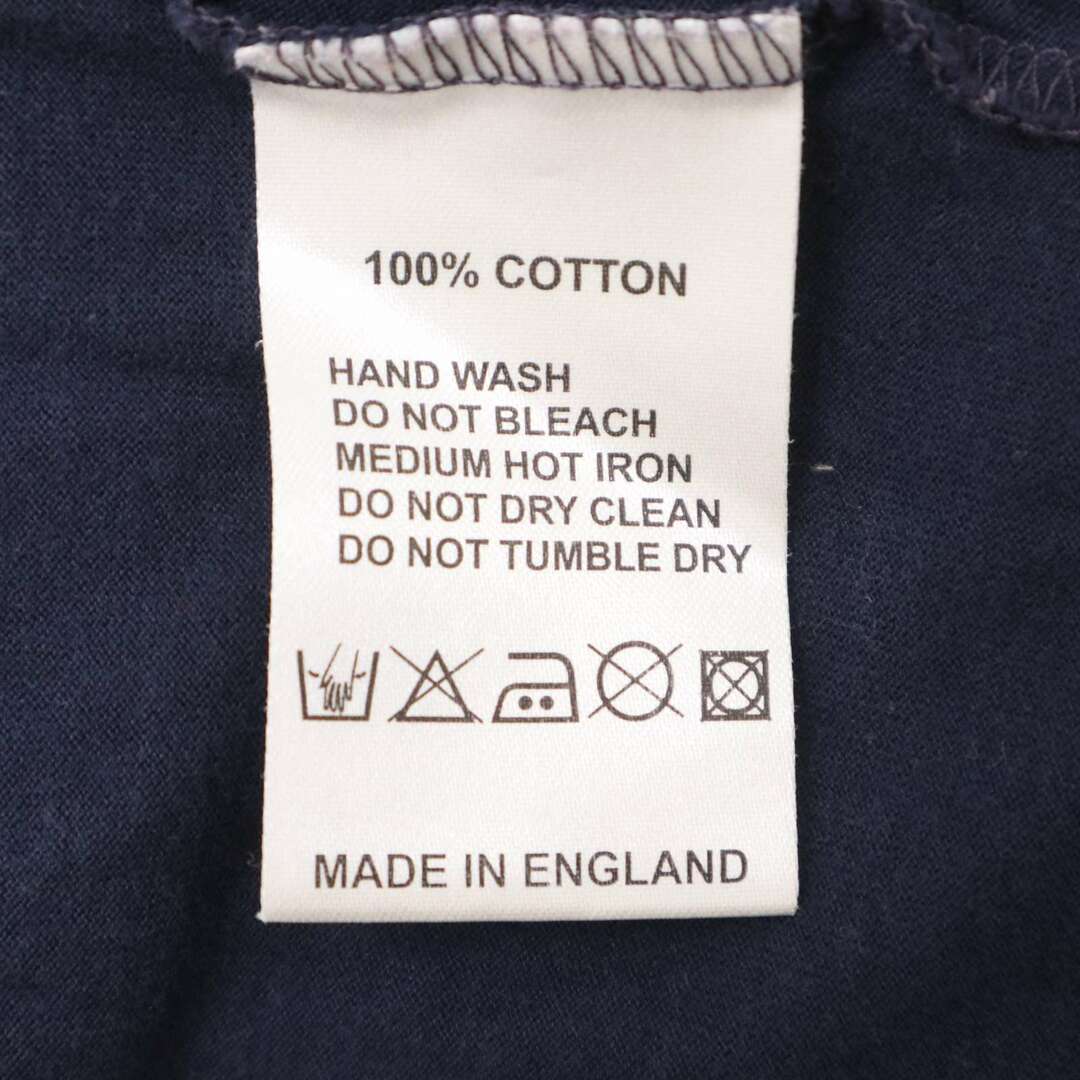 100% COTTON
HAND WASH
DO NOT BLEACH
MEDIUM HOT IRON
DO NOT DRY CLEAN
DO NOT TUMBLE DRY
MADE IN ENGLAND